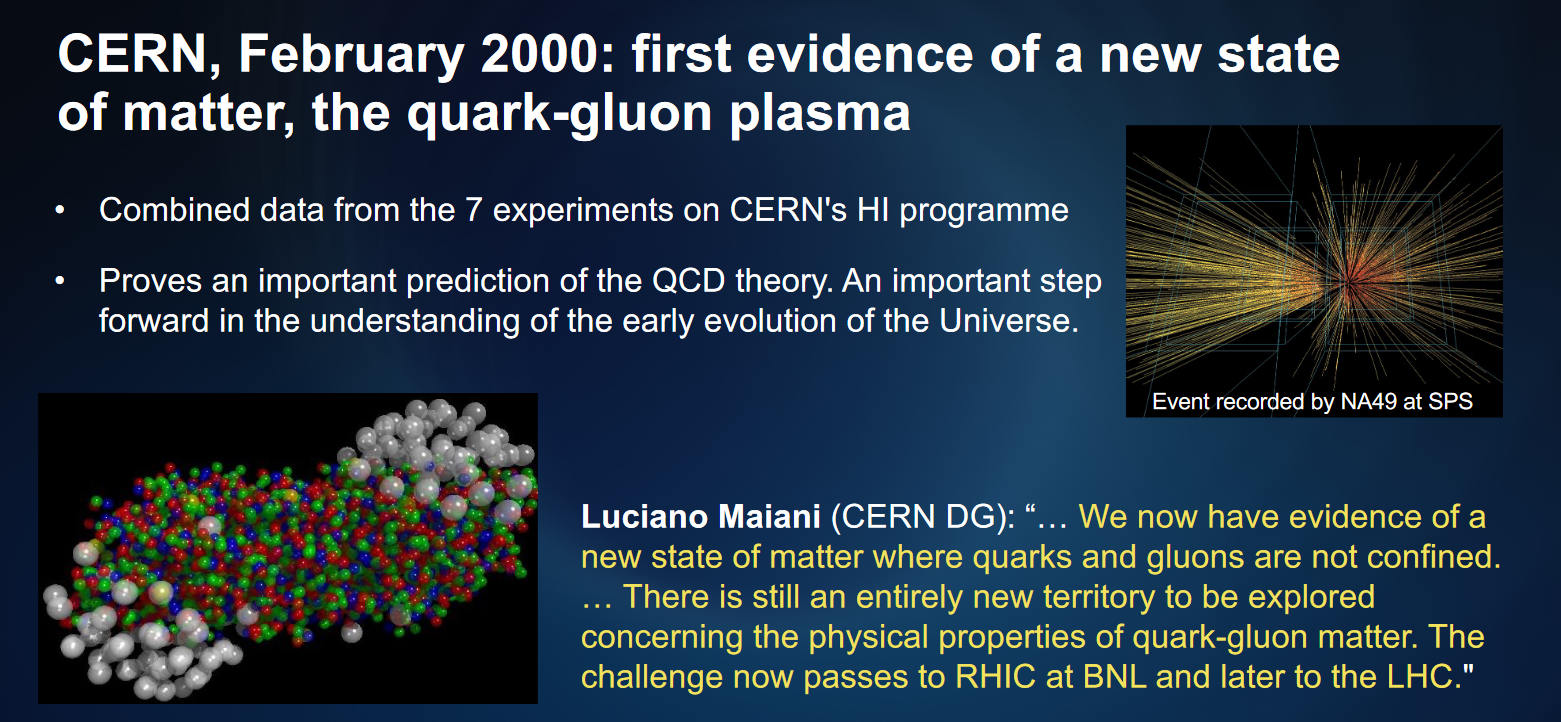 CERN, February 2000: first evidence of a new state
of matter, the quark-gluon plasma
• Combined data from the 7 experiments on CERN's HI programme
• Proves an important prediction of the QCD theory. An important step
forward in the understanding of the early evolution of the Universe.
Event recorded by NA49 at SPS
Luciano Maiani (CERN DG): “… We now have evidence of a
new state of matter where quarks and gluons are not confined.
… There is still an entirely new territory to be explored
concerning the physical properties of quark-gluon matter. The
challenge now passes to RHIC at BNL and later to the LHC."